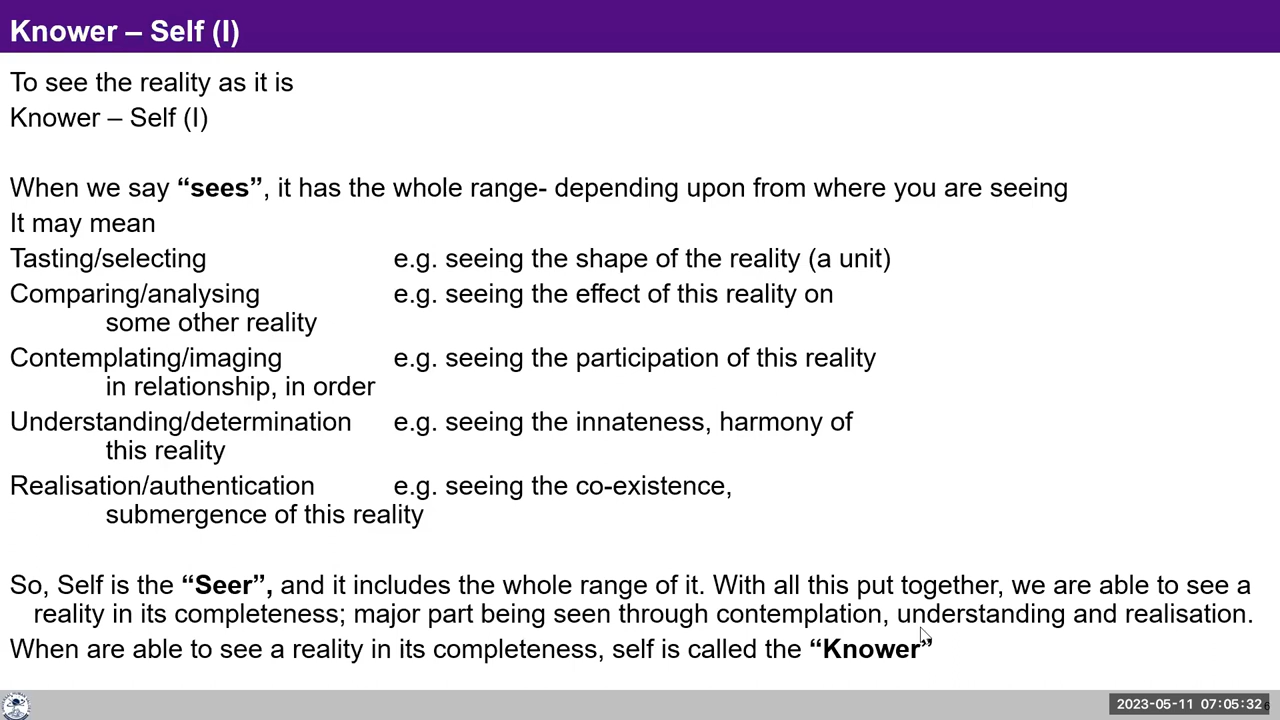 Knower – Self (I)
To see the reality as it is
Knower – Self (I)
When we say “sees”, it has the whole range- depending upon from where you are seeing
It may mean
Tasting/selecting e.g. seeing the shape of the reality (a unit)
Comparing/analysing e.g. seeing the effect of this reality on
some other reality
Contemplating/imaging e.g. seeing the participation of this reality
in relationship, in order
Understanding/determination e.g. seeing the innateness, harmony of
this reality
Realisation/authentication e.g. seeing the co-existence,
submergence of this reality
So, Self is the “Seer”, and it includes the whole range of it. With all this put together, we are able to see a
reality in its completeness; major part being seen through contemplation, understanding and realisation.
When are able to see a reality in its completeness, self is called the “Knower”
2023-05-11 07:05:32
6